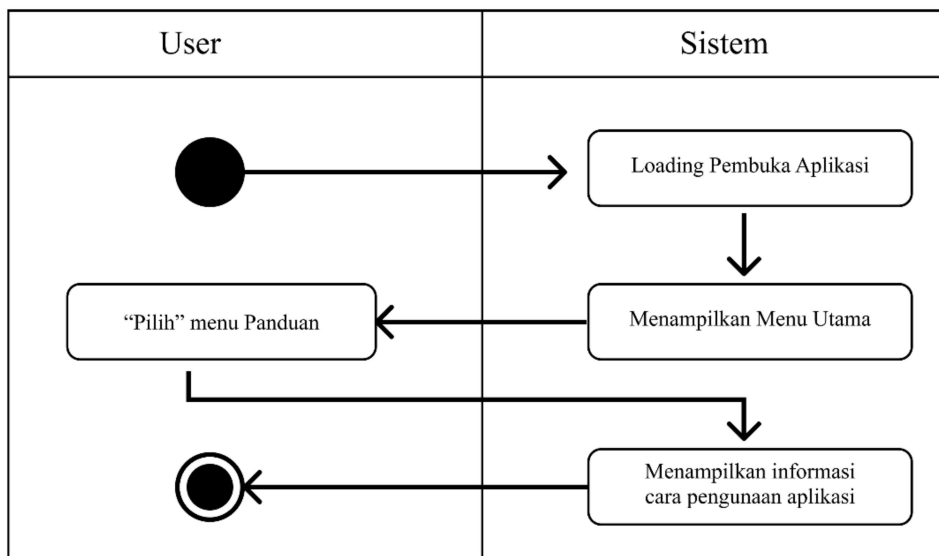 User
Sistem
Loading Pembuka Aplikasi
“Pilih” menu Panduan
Menampilkan Menu Utama
Menampilkan informasi
cara pengunaan aplikasi